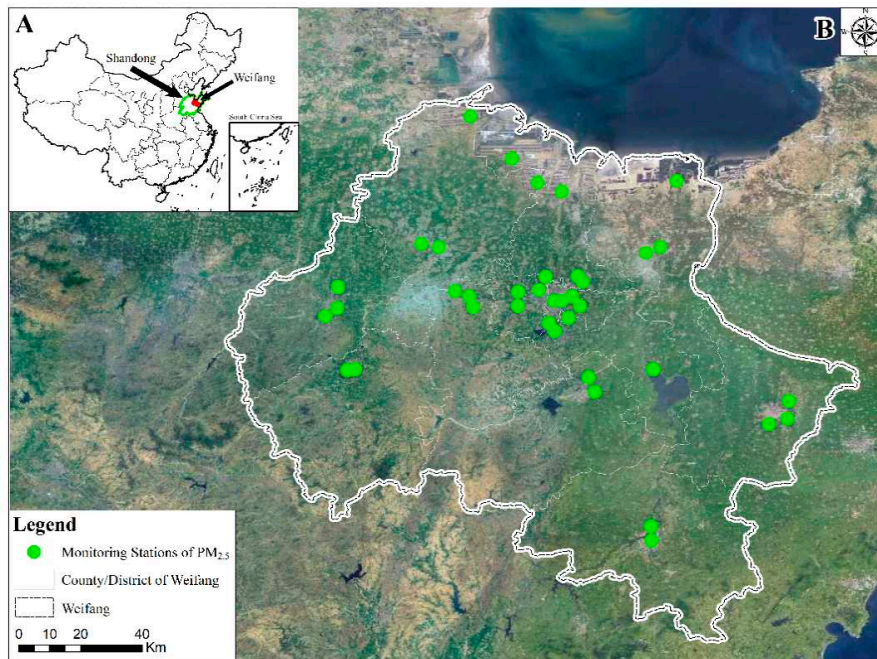 A
Shandong
Weifang
South China Sea
B
N
W
Legend
Monitoring Stations of PM2.5
County/District of Weifang
Weifang
0 10 20 40
Km